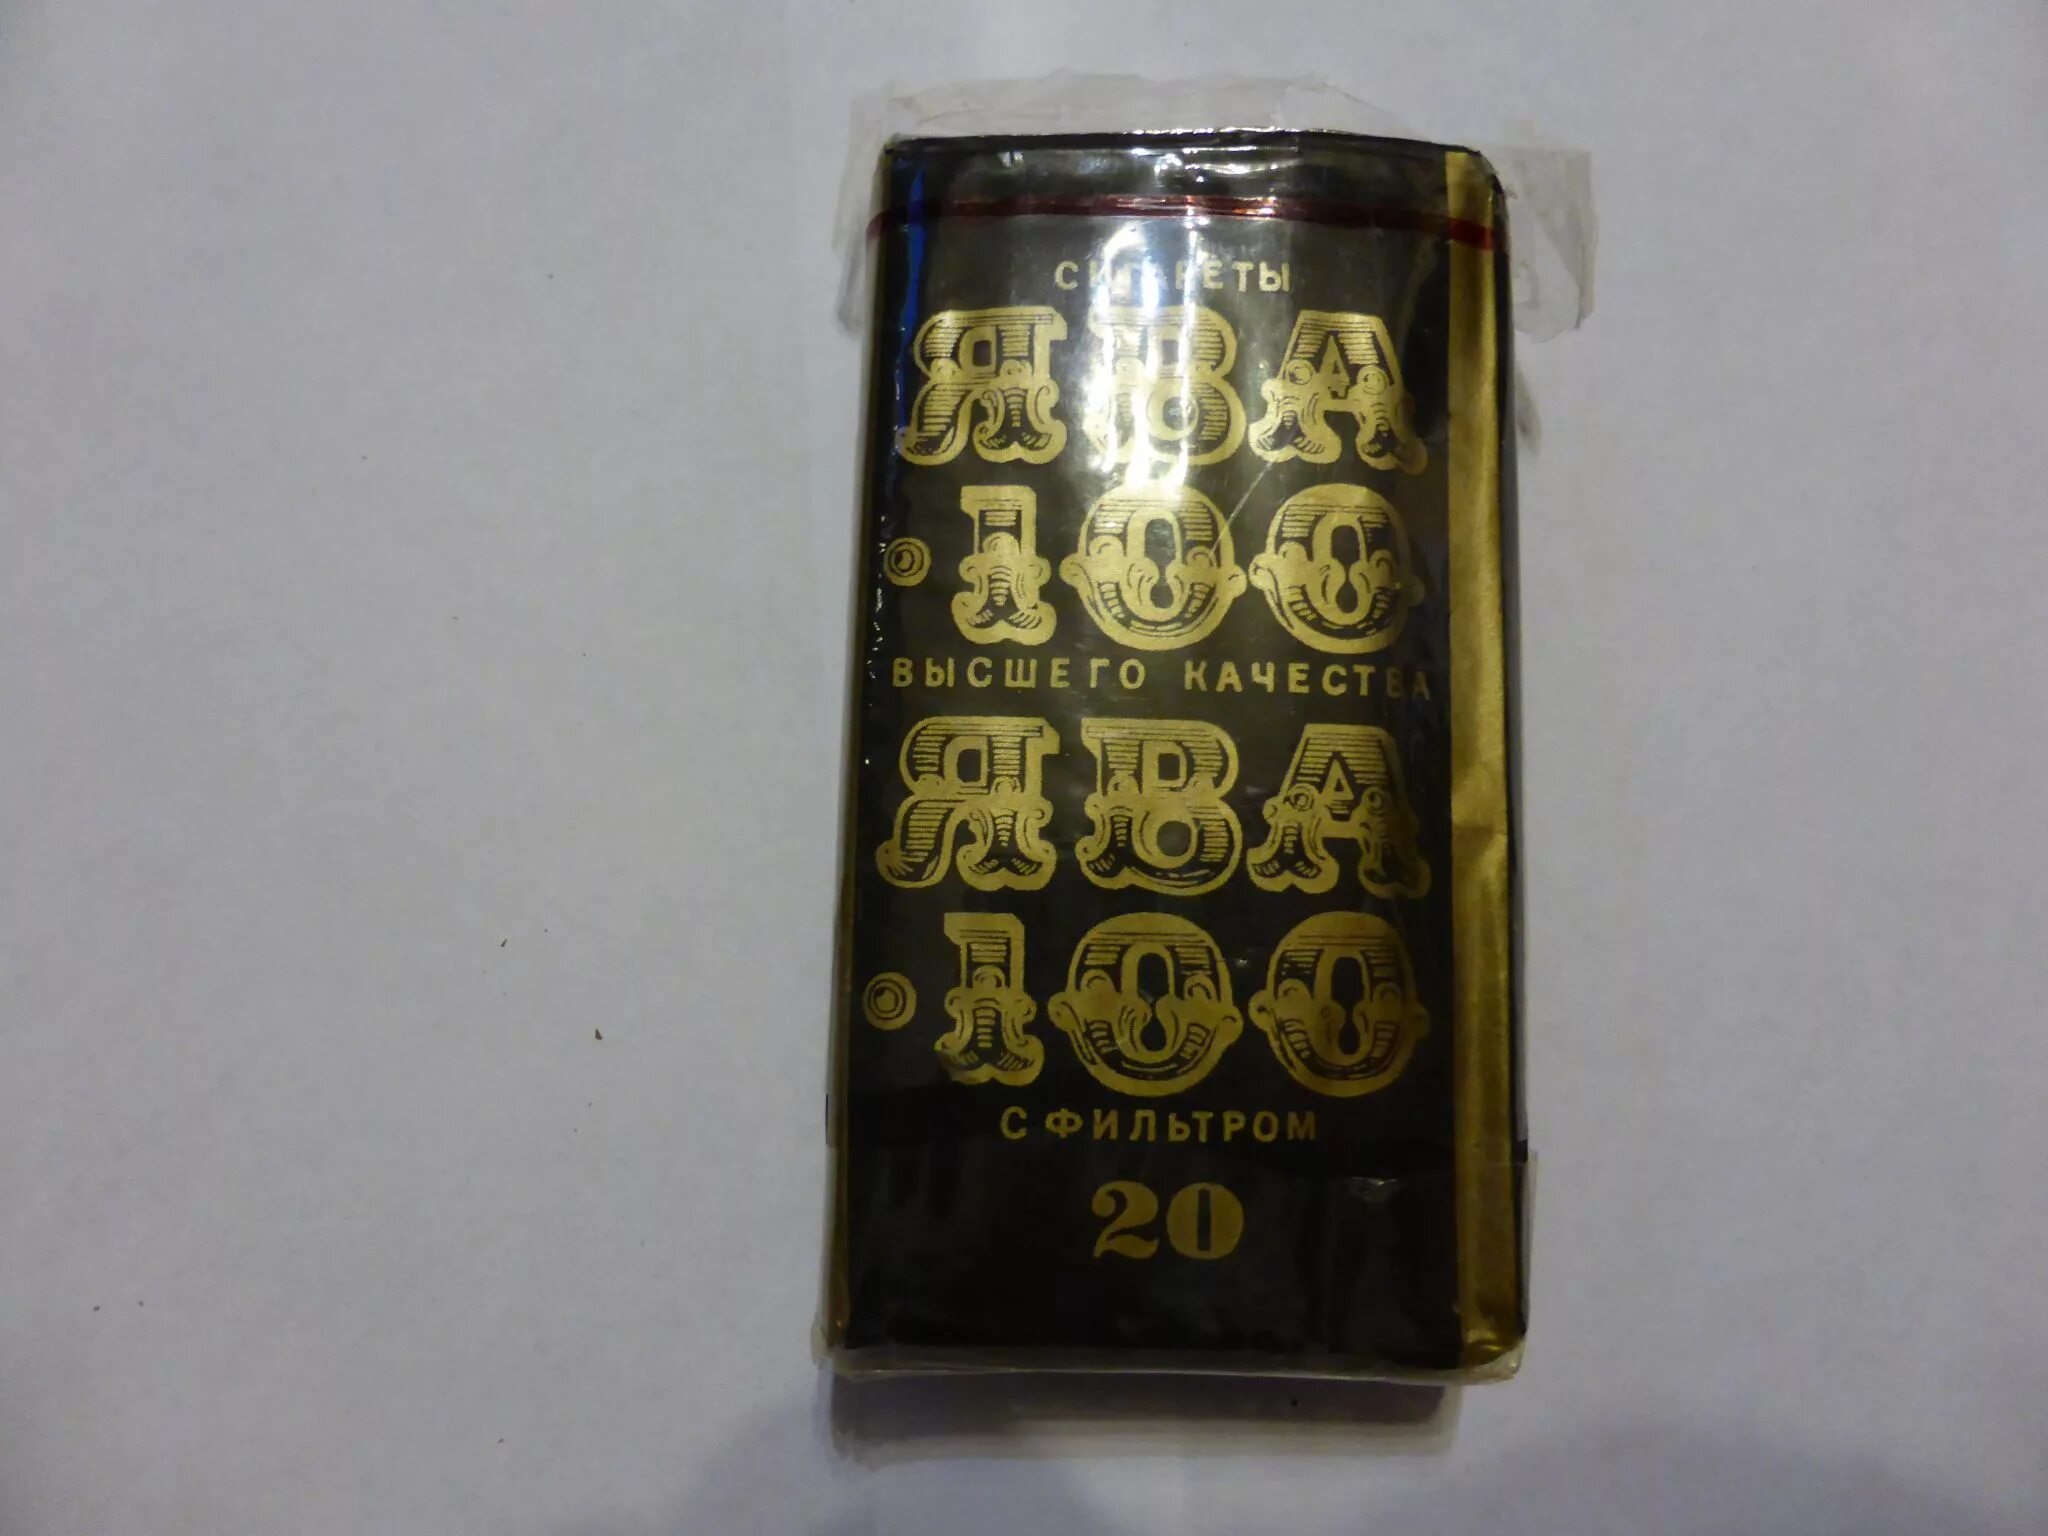 СИГАРЕТЫ
ЯВА
·100
ВЫСШЕГО КАЧЕСТВА
ЯВА
·100
С ФИЛЬТРОМ
20